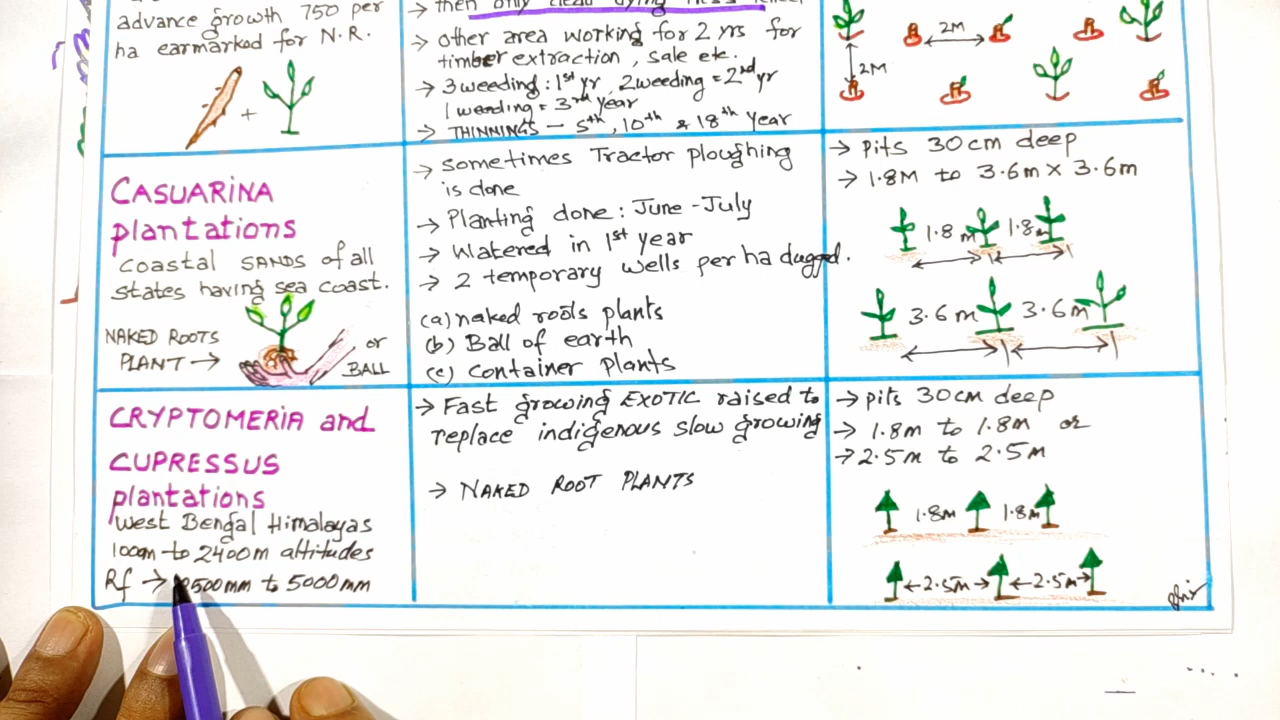 advance growth 750 per
ha earmarked for N.R.
+
→ then only
→ other area working for 2 yrs for
timber extraction, sale etc.
→ 3 weeding : 1st yr, 2 weeding = 2nd yr
1 weeding = 3rd year
→ THINNINGS – 5th, 10th & 18th Year
2M
2M
CASUARINA
plantations
coastal SANDS of all
states having sea coast.
NAKED ROOTS
PLANT →
or
BALL
→ sometimes Tractor ploughing
is done
→ Planting done : June - July
→ Watered in 1st year
→ 2 temporary wells per ha dugged.
(a) naked roots plants
(b) Ball of earth
(c) container plants
→ pits 30 cm deep
→ 1.8M to 3.6m x 3.6m
1.8m 1.8m
3.6m 3.6m
CRYPTOMERIA and
CUPRESSUS
plantations
West Bengal Himalayas
to 2400m altitudes
Rf → to 5000mm
→ Fast growing EXOTIC raised to
replace indigenous slow growing
→ NAKED ROOT PLANTS
→ pits 30cm deep
→ 1.8m to 1.8m or
→ 2.5m to 2.5m
1.8m 1.8m
←2.5m→ ←2.5m→